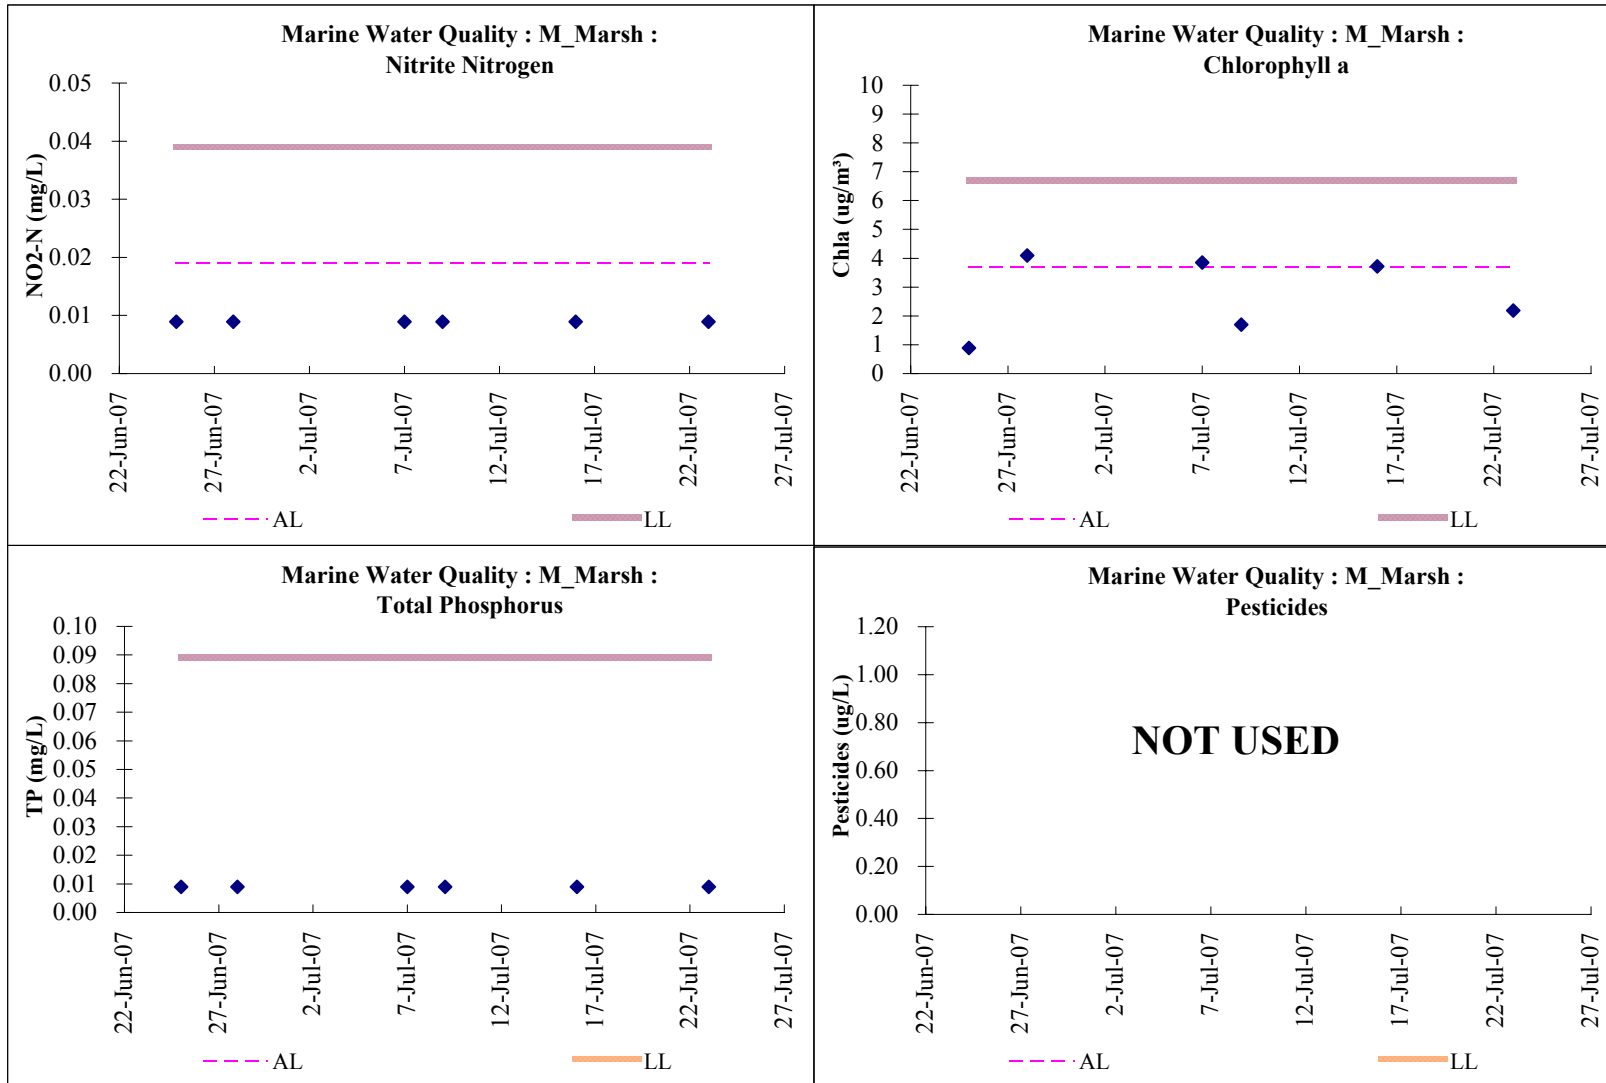 Marine Water Quality : M_Marsh :
Nitrite Nitrogen
NO2-N (mg/L)
0.05
0.04
0.03
0.02
0.01
0.00
22-Jun-07
27-Jun-07
2-Jul-07
7-Jul-07
12-Jul-07
17-Jul-07
22-Jul-07
27-Jul-07
AL
LL
Marine Water Quality : M_Marsh :
Chlorophyll a
Chla (ug/m³)
10
9
8
7
6
5
4
3
2
1
0
22-Jun-07
27-Jun-07
2-Jul-07
7-Jul-07
12-Jul-07
17-Jul-07
22-Jul-07
27-Jul-07
AL
LL
Marine Water Quality : M_Marsh :
Total Phosphorus
TP (mg/L)
0.10
0.09
0.08
0.07
0.06
0.05
0.04
0.03
0.02
0.01
0.00
22-Jun-07
27-Jun-07
2-Jul-07
7-Jul-07
12-Jul-07
17-Jul-07
22-Jul-07
27-Jul-07
AL
LL
Marine Water Quality : M_Marsh :
Pesticides
Pesticides (ug/L)
1.20
1.00
0.80
0.60
0.40
0.20
0.00
NOT USED
22-Jun-07
27-Jun-07
2-Jul-07
7-Jul-07
12-Jul-07
17-Jul-07
22-Jul-07
27-Jul-07
AL
LL